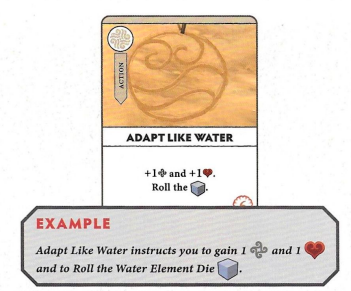 ACTION
ADAPT LIKE WATER
+1 and +1.
Roll the .
EXAMPLE
Adapt Like Water instructs you to gain 1 and 1
and to Roll the Water Element Die .